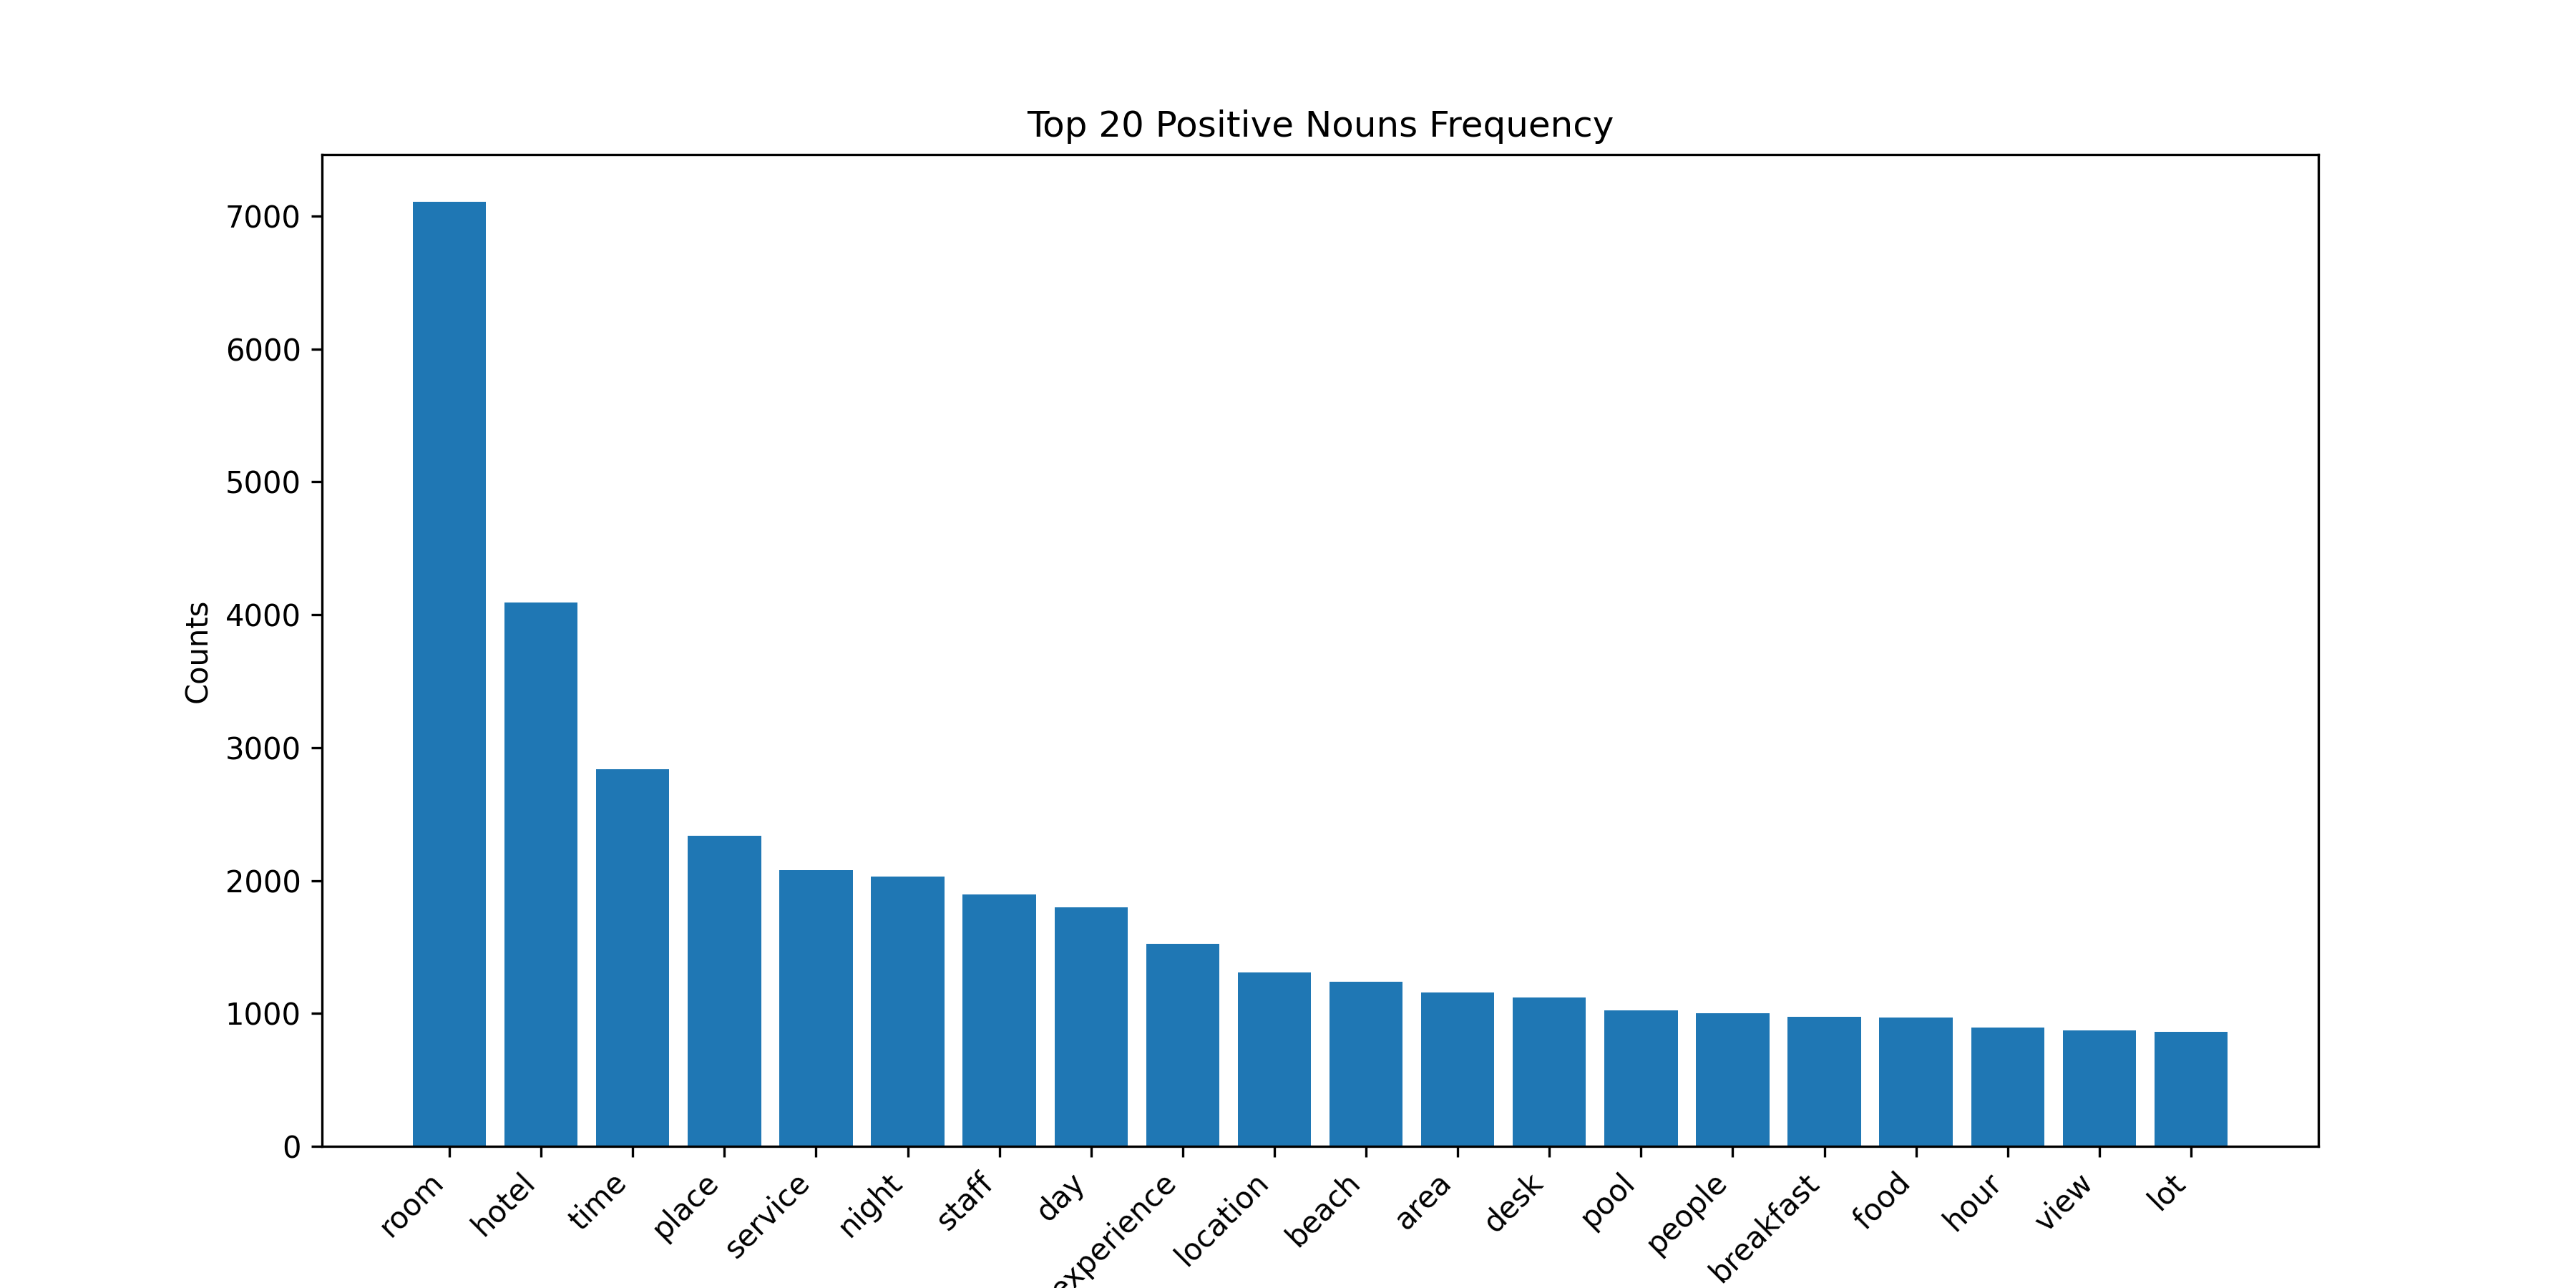 Top 20 Positive Nouns Frequency
Counts
7000
6000
5000
4000
3000
2000
1000
0
room
hotel
time
place
service
night
staff
day
experience
location
beach
area
desk
pool
people
breakfast
food
hour
view
lot